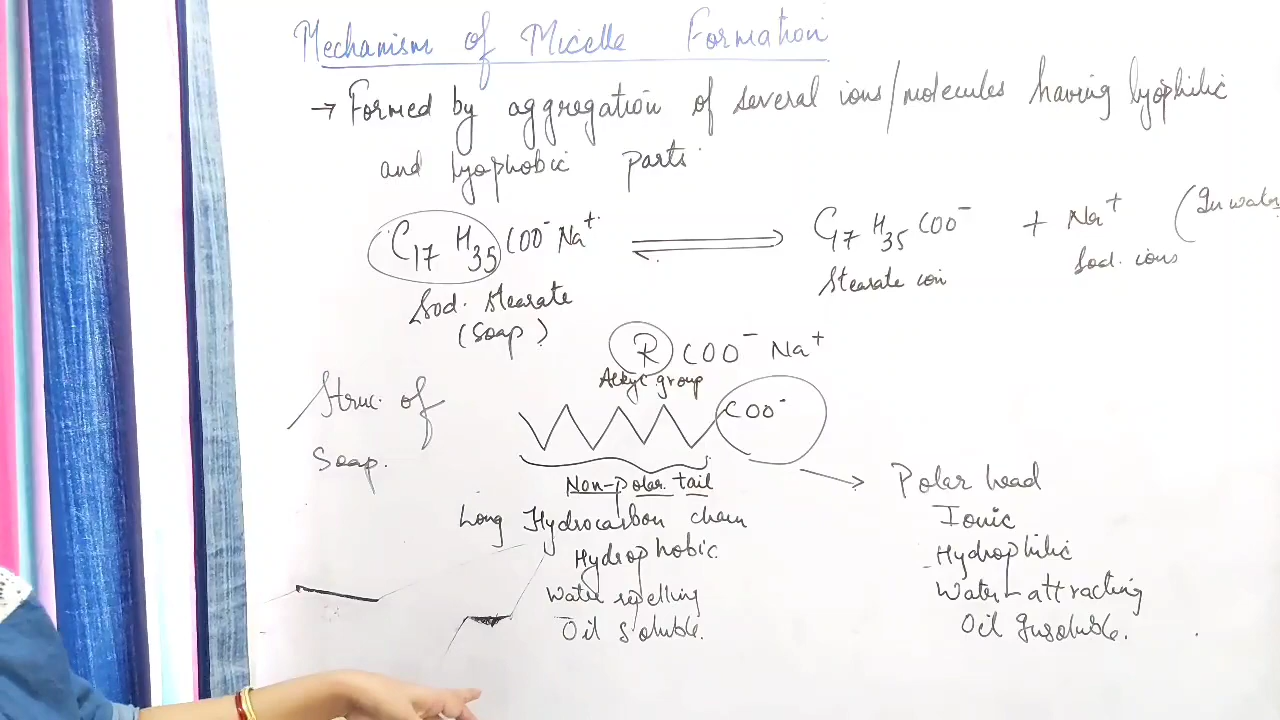 Mechanism of Micelle Formation
→ Formed by aggregation of several ions/molecules having lyophilic
and lyophobic parts
C17 H35 COO⁻ Na⁺ ⇌ C17 H35 COO⁻ + Na⁺ (In water
Sod. stearate
Stearate ion
Sod. ions
(Soap)
R COO⁻ Na⁺
Alkyl group
Struc. of
Soap.
COO⁻
Non-polar tail
Long Hydrocarbon chain
Hydrophobic
Water repelling
Oil soluble.
Polar head
Ionic
Hydrophilic
Water-attracting
Oil Insoluble.